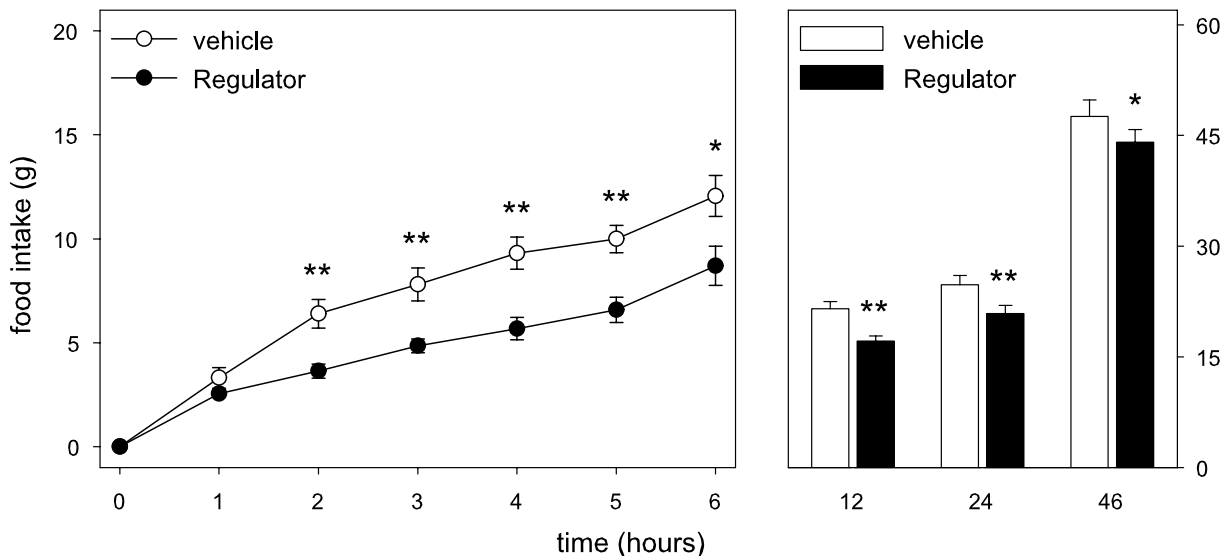 20
15
10
5
0
food intake (g)
vehicle
Regulator
**
**
**
**
*
0 1 2 3 4 5 6
time (hours)
vehicle
Regulator
**
**
*
12 24 46
60
45
30
15
0